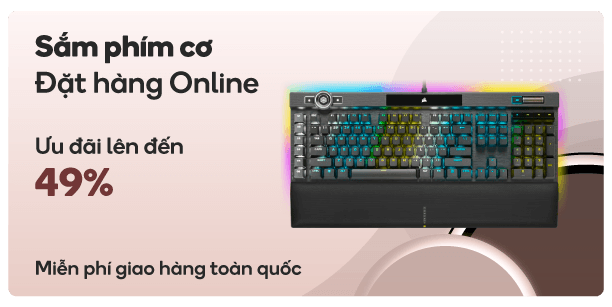 Sắm phím cơ
Đặt hàng Online
Ưu đãi lên đến
49%
Miễn phí giao hàng toàn quốc